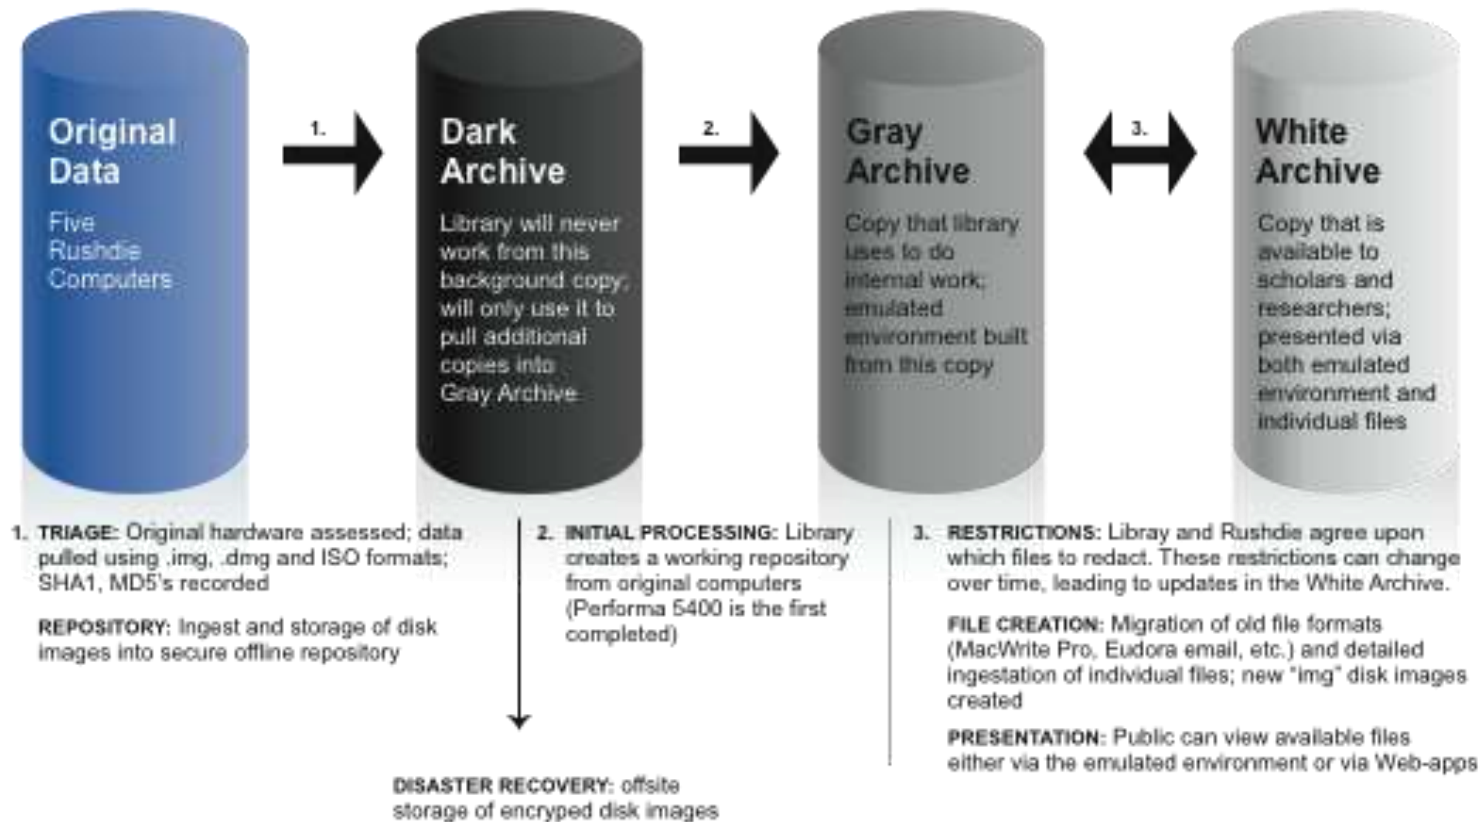 Original
Data
Five
Rushdie
Computers
1.
Dark
Archive
Library will never
work from this
background copy;
will only use it to
pull additional
copies into
Gray Archive
2.
Gray
Archive
Copy that library
uses to do
internal work;
emulated
environment built
from this copy
3.
White
Archive
Copy that is
available to
scholars and
researchers;
presented via
both emulated
environment and
individual files
1. TRIAGE: Original hardware assessed; data
pulled using .img, .dmg and ISO formats;
SHA1, MD5's recorded
REPOSITORY: Ingest and storage of disk
images into secure offline repository
2. INITIAL PROCESSING: Library
creates a working repository
from original computers
(Performa 5400 is the first
completed)
3. RESTRICTIONS: Libray and Rushdie agree upon
which files to redact. These restrictions can change
over time, leading to updates in the White Archive.
FILE CREATION: Migration of old file formats
(MacWrite Pro, Eudora email, etc.) and detailed
ingestation of individual files; new "img" disk images
created
PRESENTATION: Public can view available files
either via the emulated environment or via Web-apps
DISASTER RECOVERY: offsite
storage of encryped disk images